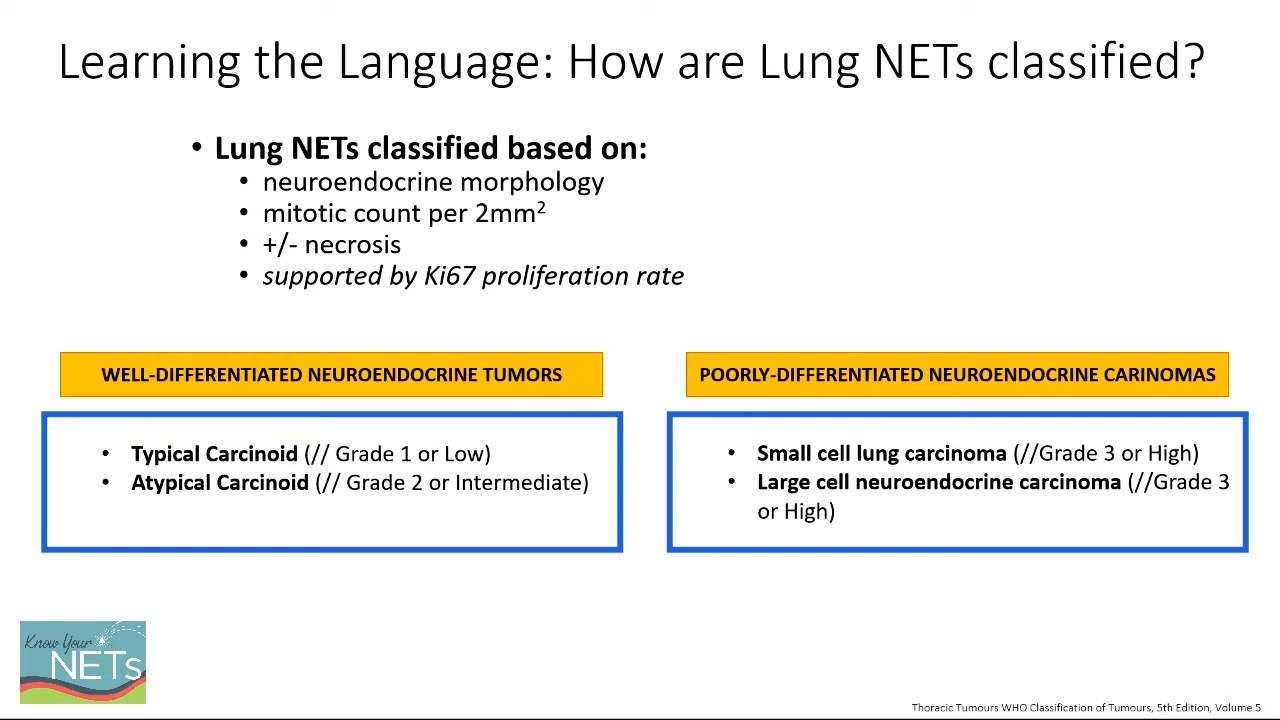 Learning the Language: How are Lung NETs classified?
• Lung NETs classified based on:
• neuroendocrine morphology
• mitotic count per 2mm²
• +/- necrosis
• supported by Ki67 proliferation rate
WELL-DIFFERENTIATED NEUROENDOCRINE TUMORS
• Typical Carcinoid (// Grade 1 or Low)
• Atypical Carcinoid (// Grade 2 or Intermediate)
POORLY-DIFFERENTIATED NEUROENDOCRINE CARINOMAS
• Small cell lung carcinoma (//Grade 3 or High)
• Large cell neuroendocrine carcinoma (//Grade 3
or High)
Know Your
NETs
Thoracic Tumours WHO Classification of Tumours, 5th Edition, Volume 5